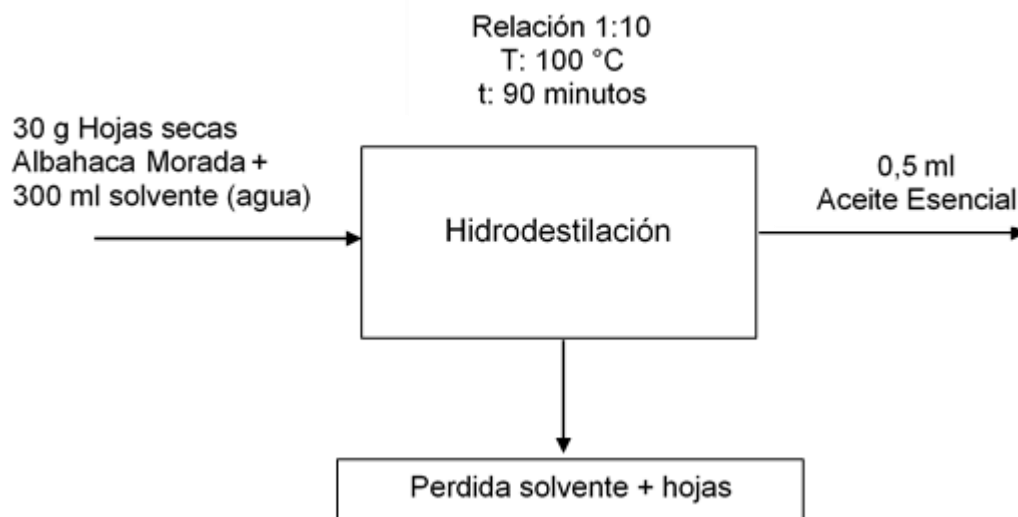 Relación 1:10
T: 100 °C
t: 90 minutos
30 g Hojas secas
Albahaca Morada +
300 ml solvente (agua)
Hidrodestilación
0,5 ml
Aceite Esencial
Perdida solvente + hojas